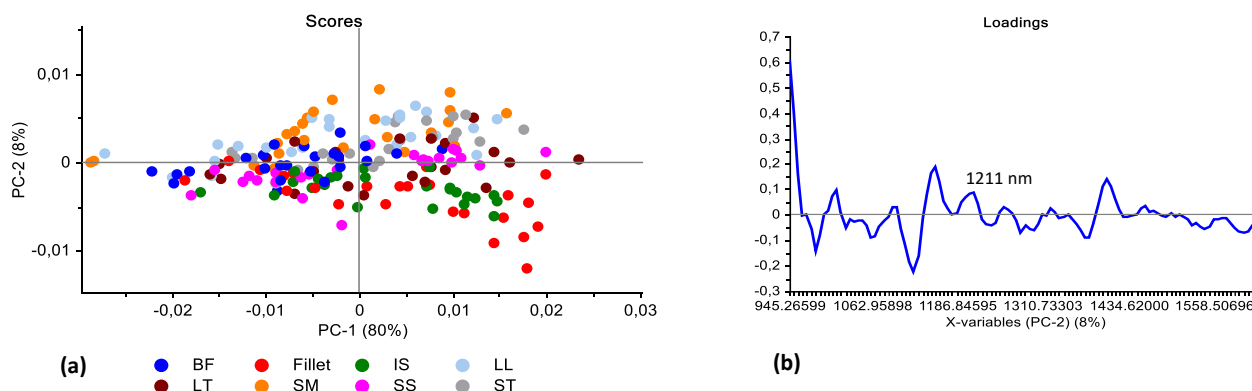 Scores
0,01
0
-0,01
PC-2 (8%)
-0,02 -0,01 0 0,01 0,02 0,03
PC-1 (80%)
(a)
BF Fillet IS LL
LT SM SS ST
Loadings
0,7
0,6
0,5
0,4
0,3
0,2
0,1
0
-0,1
-0,2
-0,3
1211 nm
945.266599 1062.955898 1186.844595 1310.73303 1434.62000 1558.50696
X-variables (PC-2) (8%)
(b)